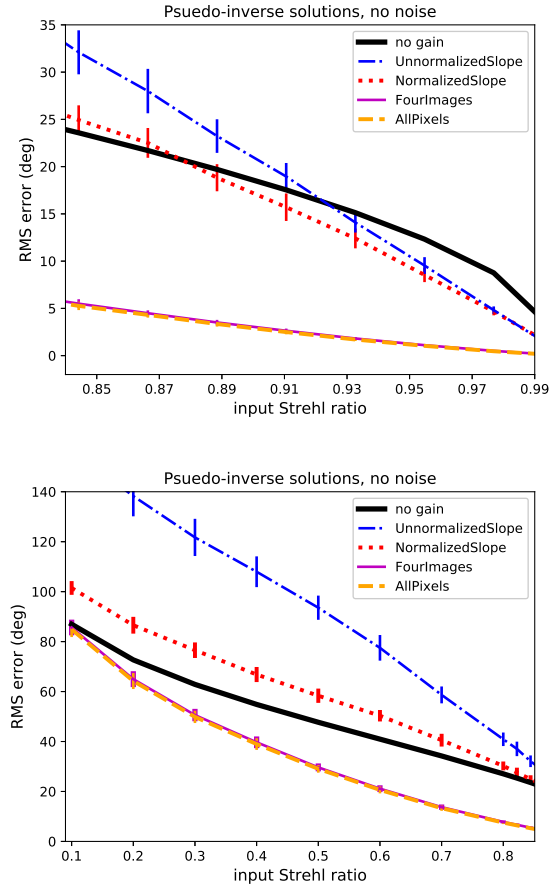 Psuedo-inverse solutions, no noise
35
30
25
20
15
10
5
0
RMS error (deg)
no gain
UnnormalizedSlope
NormalizedSlope
FourImages
AllPixels
0.85 0.87 0.89 0.91 0.93 0.95 0.97 0.99
input Strehl ratio
Psuedo-inverse solutions, no noise
140
120
100
80
60
40
20
0
RMS error (deg)
no gain
UnnormalizedSlope
NormalizedSlope
FourImages
AllPixels
0.1 0.2 0.3 0.4 0.5 0.6 0.7 0.8
input Strehl ratio